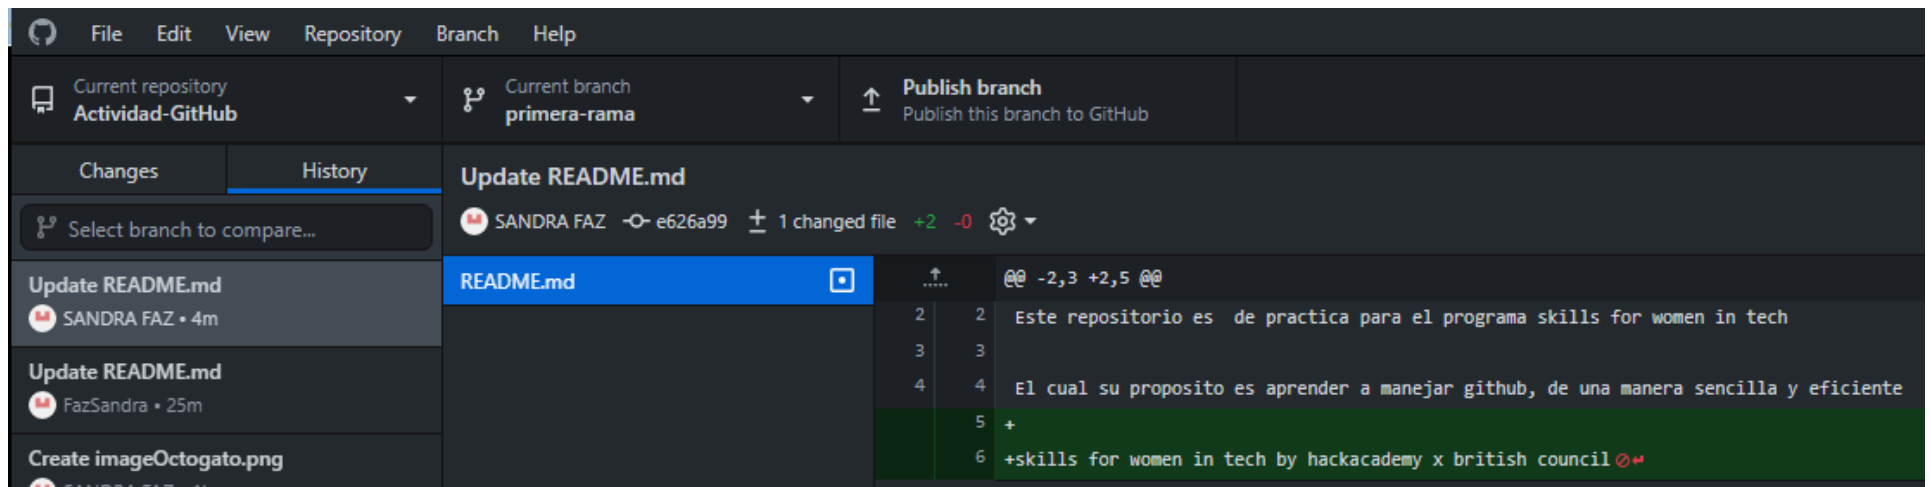 File Edit View Repository Branch Help
Current repository
Actividad-GitHub
Current branch
primera-rama
Publish branch
Publish this branch to GitHub
Changes History
Select branch to compare...
Update README.md
SANDRA FAZ • 4m
Update README.md
FazSandra • 25m
Create imageOctogato.png
Update README.md
SANDRA FAZ e626a99 1 changed file +2 -0
README.md
@@ -2,3 +2,5 @@
2 2 Este repositorio es  de practica para el programa skills for women in tech
3 3
4 4 El cual su proposito es aprender a manejar github, de una manera sencilla y eficiente
5 +
6 +skills for women in tech by hackacademy x british council